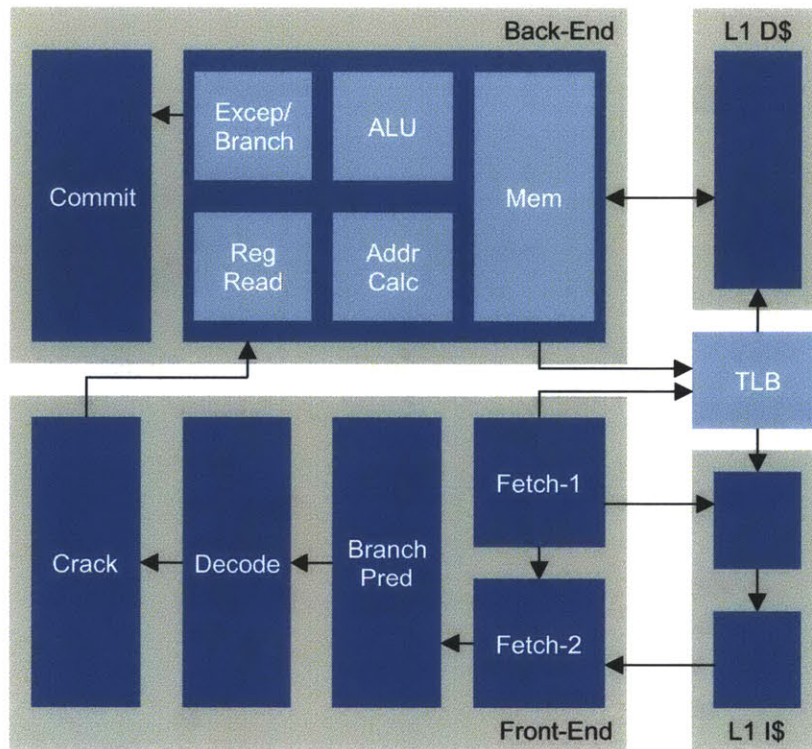 Back-End
L1 D$
Excep/
Branch
ALU
Commit
Mem
Reg
Read
Addr
Calc
TLB
Fetch-1
Crack
Decode
Branch
Pred
Fetch-2
Front-End
L1 I$